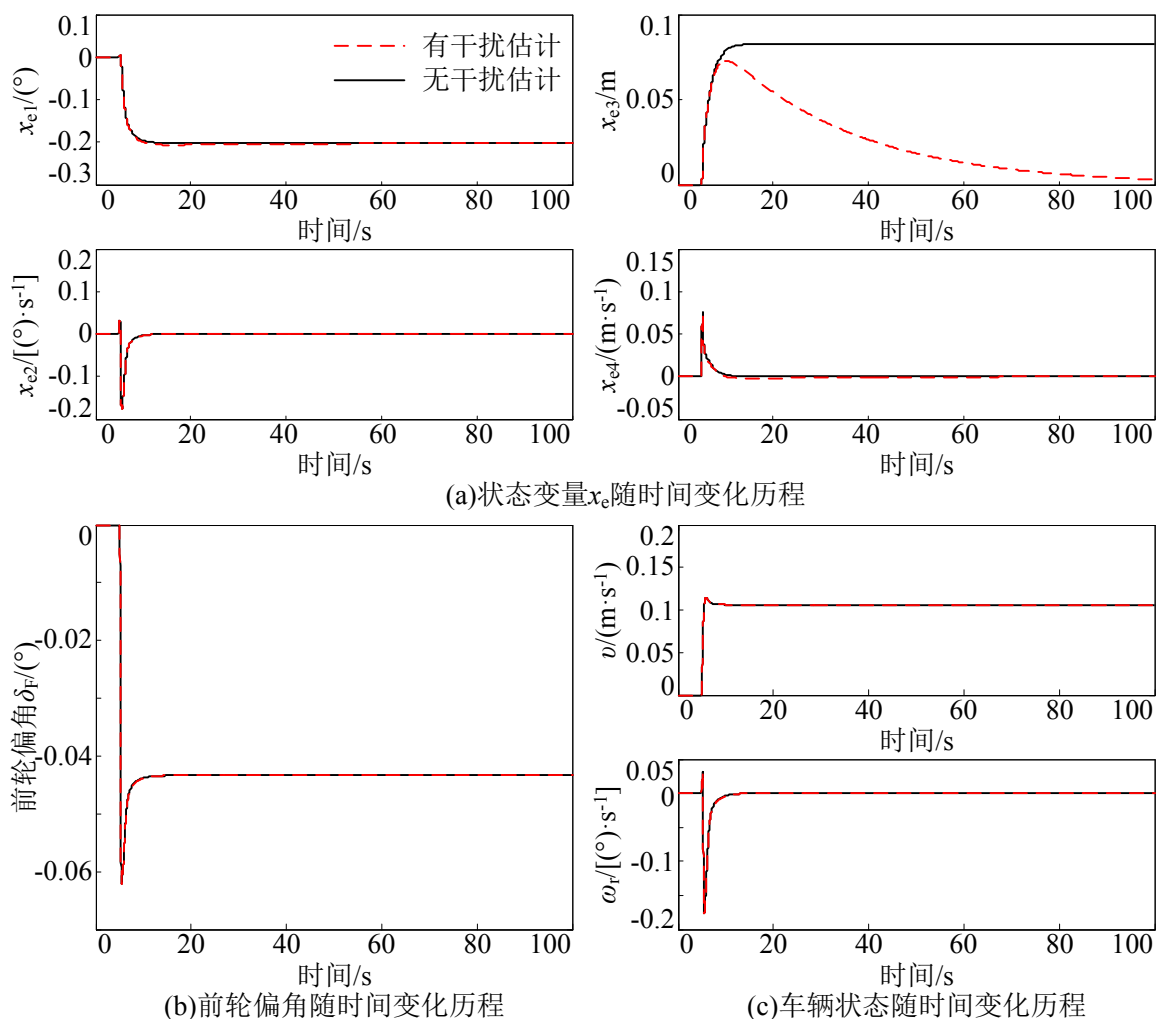 0.1
0
-0.1
-0.2
-0.3
x_e1/(°)
有干扰估计
无干扰估计
0 20 40 60 80 100
时间/s
0.05
0
x_e3/m
0 20 40 60 80 100
时间/s
0.2
0.1
0
-0.1
-0.2
x_e2/[(°)·s⁻¹]
0 20 40 60 80 100
时间/s
0.15
0.1
0.05
0
-0.05
x_e4/(m·s⁻¹)
0 20 40 60 80 100
时间/s
(a)状态变量x_e随时间变化历程
0
-0.02
-0.04
-0.06
前轮偏角δ_F/(°)
0 20 40 60 80 100
时间/s
(b)前轮偏角随时间变化历程
0.2
0.15
0.1
0.05
0
v/(m·s⁻¹)
0 20 40 60 80 100
时间/s
0.05
0
-0.1
-0.2
ω_r/[(°)·s⁻¹]
0 20 40 60 80 100
时间/s
(c)车辆状态随时间变化历程